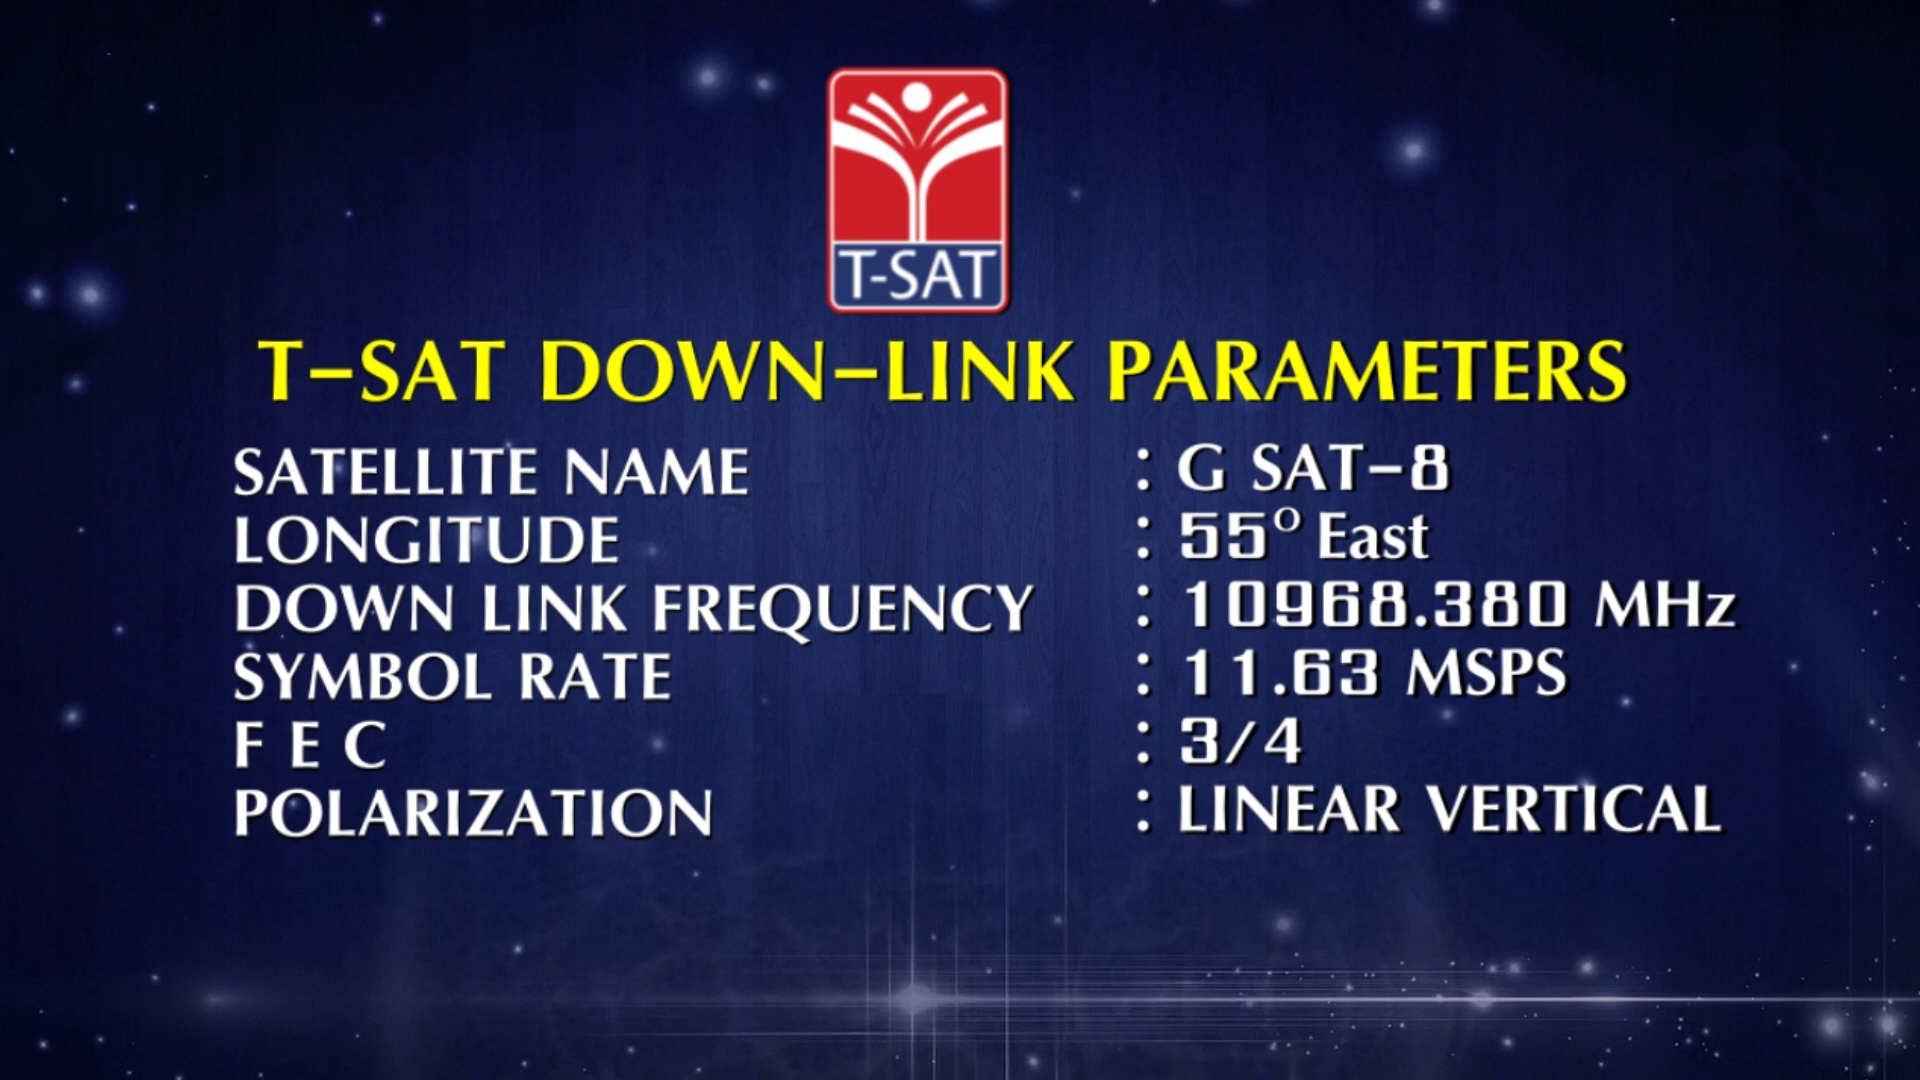 T-SAT
T-SAT DOWN-LINK PARAMETERS
SATELLITE NAME : G SAT-8
LONGITUDE : 55° East
DOWN LINK FREQUENCY : 10968.380 MHz
SYMBOL RATE : 11.63 MSPS
F E C : 3/4
POLARIZATION : LINEAR VERTICAL